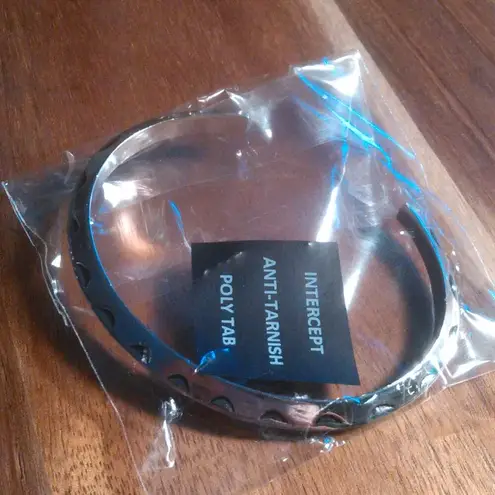 INTERCEPT
ANTI-TARNISH
POLY TAB